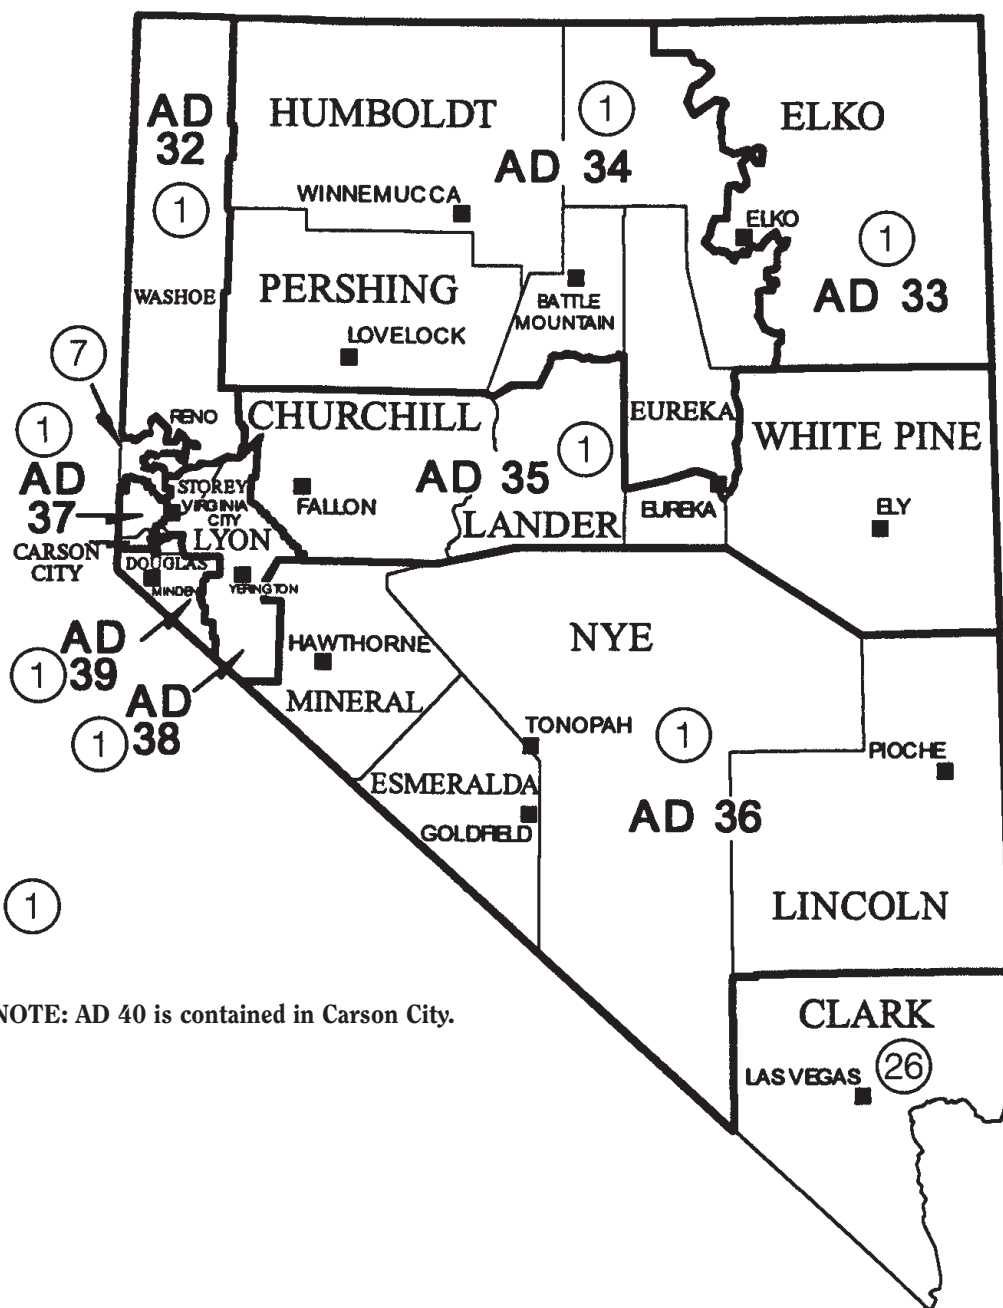 AD
32
1
HUMBOLDT
1
ELKO
AD 34
WINNEMUCCA
ELKO
1
AD 33
WASHOE
PERSHING
BATTLE
MOUNTAIN
LOVELOCK
7
1
AD
37
RENO
CHURCHILL
EUREKA
1
WHITE PINE
AD 35
STOREY
VIRGINIA
CITY
FALLON
LANDER
EUREKA
ELY
LYON
CARSON
CITY
DOUGLAS
MINDEN
YERINGTON
AD
39
1
HAWTHORNE
NYE
MINERAL
AD
38
1
TONOPAH
1
PIOCHE
ESMERALDA
GOLDFIELD
AD 36
LINCOLN
1
NOTE: AD 40 is contained in Carson City.
CLARK
26
LAS VEGAS